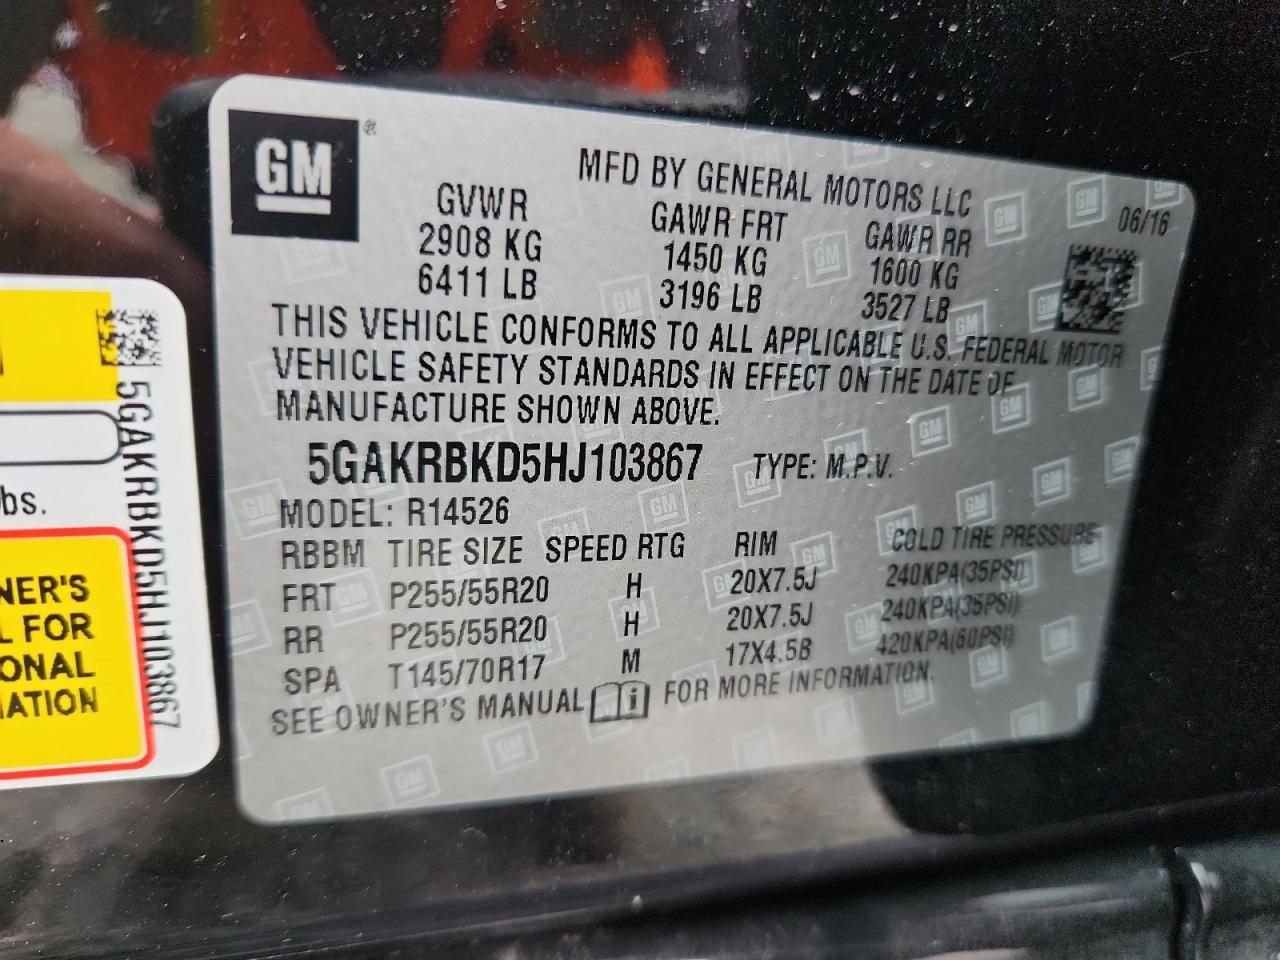 GM ®
MFD BY GENERAL MOTORS LLC
06/16
GVWR GAWR FRT GAWR RR
2908 KG 1450 KG 1600 KG
6411 LB 3196 LB 3527 LB
THIS VEHICLE CONFORMS TO ALL APPLICABLE U.S. FEDERAL MOTOR
VEHICLE SAFETY STANDARDS IN EFFECT ON THE DATE OF
MANUFACTURE SHOWN ABOVE.
5GAKRBKD5HJ103867 TYPE: M.P.V.
MODEL: R14526
RBBM TIRE SIZE SPEED RTG RIM COLD TIRE PRESSURE
FRT P255/55R20 H 20X7.5J 240KPA(35PSI)
RR P255/55R20 H 20X7.5J 240KPA(35PSI)
SPA T145/70R17 M 17X4.5B 420KPA(60PSI)
SEE OWNER'S MANUAL FOR MORE INFORMATION.
5GAKRBKD5HJ103867
bs.
NER'S
L FOR
ONAL
ATION